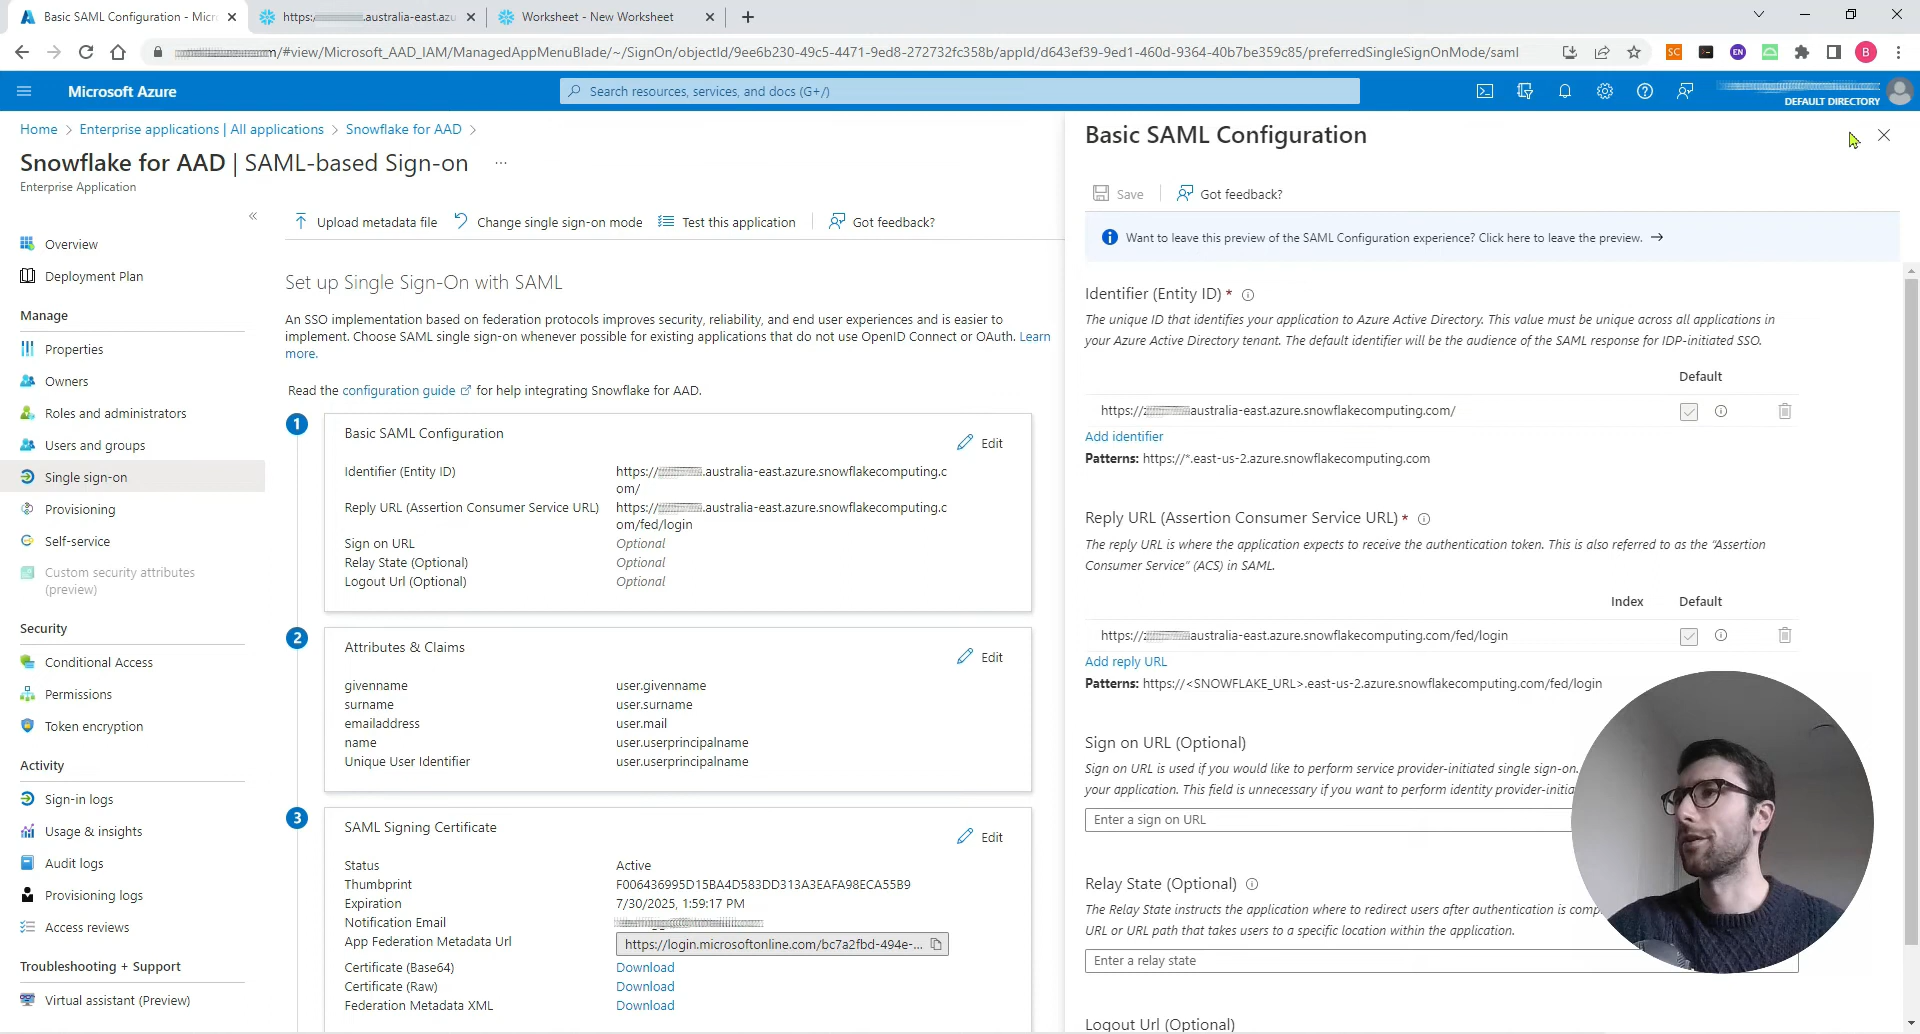 Basic SAML Configuration - Micr
https:/ .australia-east.azu
Worksheet - New Worksheet
/#view/Microsoft_AAD_IAM/ManagedAppMenuBlade/~/SignOn/objectId/9ee6b230-49c5-4471-9ed8-272732fc358b/appId/d643ef39-9ed1-460d-9364-40b7be359c85/preferredSingleSignOnMode/saml
SC
EN
B
Microsoft Azure
Search resources, services, and docs (G+/)
DEFAULT DIRECTORY
Home > Enterprise applications | All applications > Snowflake for AAD >
Snowflake for AAD | SAML-based Sign-on ...
Enterprise Application
Overview
Deployment Plan
Manage
Properties
Owners
Roles and administrators
Users and groups
Single sign-on
Provisioning
Self-service
Custom security attributes
(preview)
Security
Conditional Access
Permissions
Token encryption
Activity
Sign-in logs
Usage & insights
Audit logs
Provisioning logs
Access reviews
Troubleshooting + Support
Virtual assistant (Preview)
Upload metadata file
Change single sign-on mode
Test this application
Got feedback?
Set up Single Sign-On with SAML
An SSO implementation based on federation protocols improves security, reliability, and end user experiences and is easier to
implement. Choose SAML single sign-on whenever possible for existing applications that do not use OpenID Connect or OAuth. Learn
more.
Read the configuration guide for help integrating Snowflake for AAD.
1
Basic SAML Configuration
Edit
Identifier (Entity ID) https:// .australia-east.azure.snowflakecomputing.c
om/
Reply URL (Assertion Consumer Service URL) https:// .australia-east.azure.snowflakecomputing.c
om/fed/login
Sign on URL Optional
Relay State (Optional) Optional
Logout Url (Optional) Optional
2
Attributes & Claims
Edit
givenname user.givenname
surname user.surname
emailaddress user.mail
name user.userprincipalname
Unique User Identifier user.userprincipalname
3
SAML Signing Certificate
Edit
Status Active
Thumbprint F006436995D15BA4D583DD313A3EAFA98ECA55B9
Expiration 7/30/2025, 1:59:17 PM
Notification Email
App Federation Metadata Url https://login.microsoftonline.com/bc7a2fbd-494e-...
Certificate (Base64) Download
Certificate (Raw) Download
Federation Metadata XML Download
Basic SAML Configuration
Save
Got feedback?
Want to leave this preview of the SAML Configuration experience? Click here to leave the preview.
Identifier (Entity ID) *
The unique ID that identifies your application to Azure Active Directory. This value must be unique across all applications in
your Azure Active Directory tenant. The default identifier will be the audience of the SAML response for IDP-initiated SSO.
Default
https://z australia-east.azure.snowflakecomputing.com/
Add identifier
Patterns: https://*.east-us-2.azure.snowflakecomputing.com
Reply URL (Assertion Consumer Service URL) *
The reply URL is where the application expects to receive the authentication token. This is also referred to as the “Assertion
Consumer Service” (ACS) in SAML.
Index Default
https://z australia-east.azure.snowflakecomputing.com/fed/login
Add reply URL
Patterns: https://<SNOWFLAKE_URL>.east-us-2.azure.snowflakecomputing.com/fed/login
Sign on URL (Optional)
Sign on URL is used if you would like to perform service provider-initiated single sign-on.
your application. This field is unnecessary if you want to perform identity provider-initia
Enter a sign on URL
Relay State (Optional)
The Relay State instructs the application where to redirect users after authentication is comp
URL or URL path that takes users to a specific location within the application.
Enter a relay state
Logout Url (Optional)